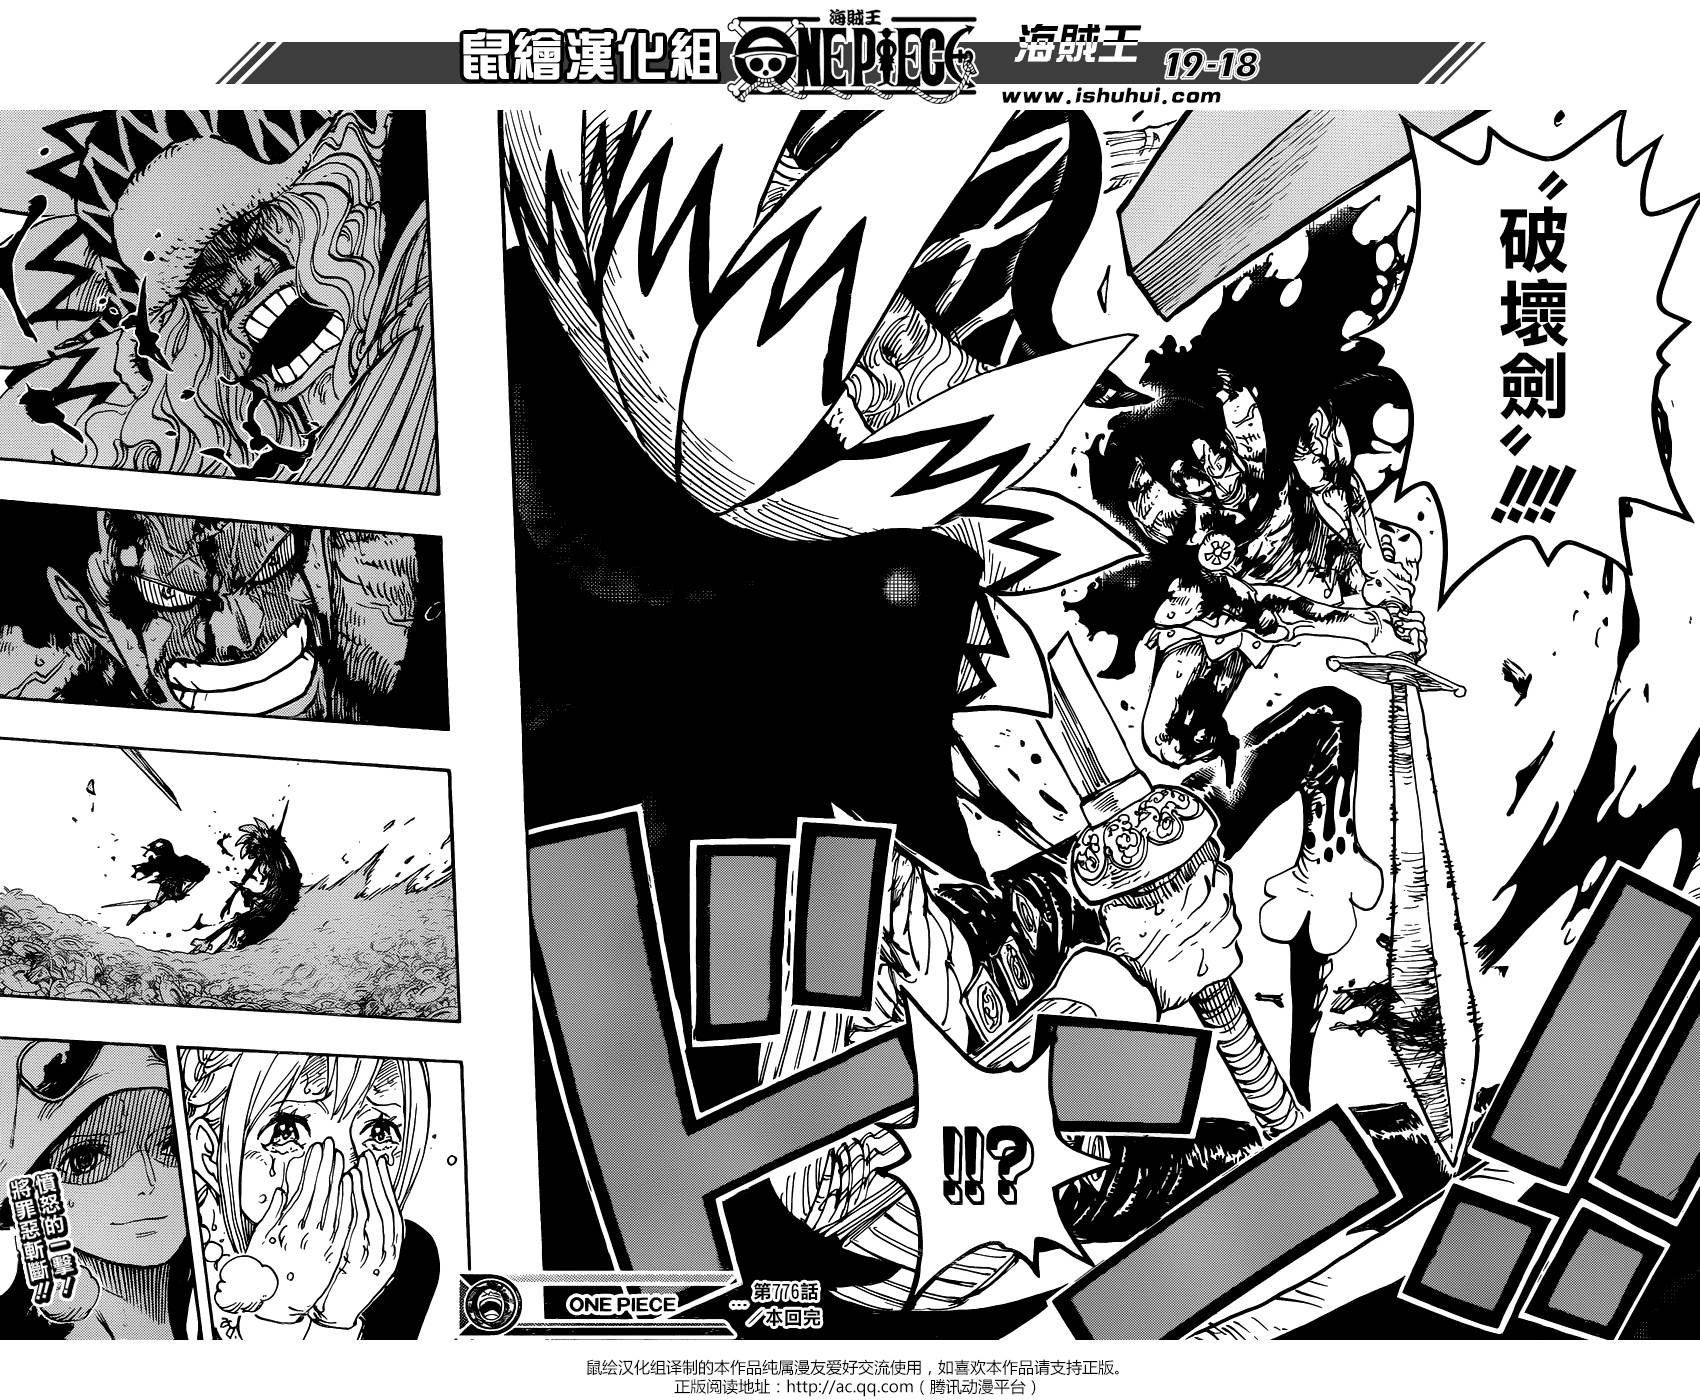 鼠繪漢化組
海賊王
ONE PIECE
海賊王
19-18
www.ishuhui.com
〝破壞劍〟!!!!
!!?
ドン!!
憤怒的一擊,
將罪惡斬斷!!
ONE PIECE
第776話
…／本回完
鼠绘汉化组译制的本作品纯属漫友爱好交流使用，如喜欢本作品请支持正版。
正版阅读地址：http://ac.qq.com（腾讯动漫平台）